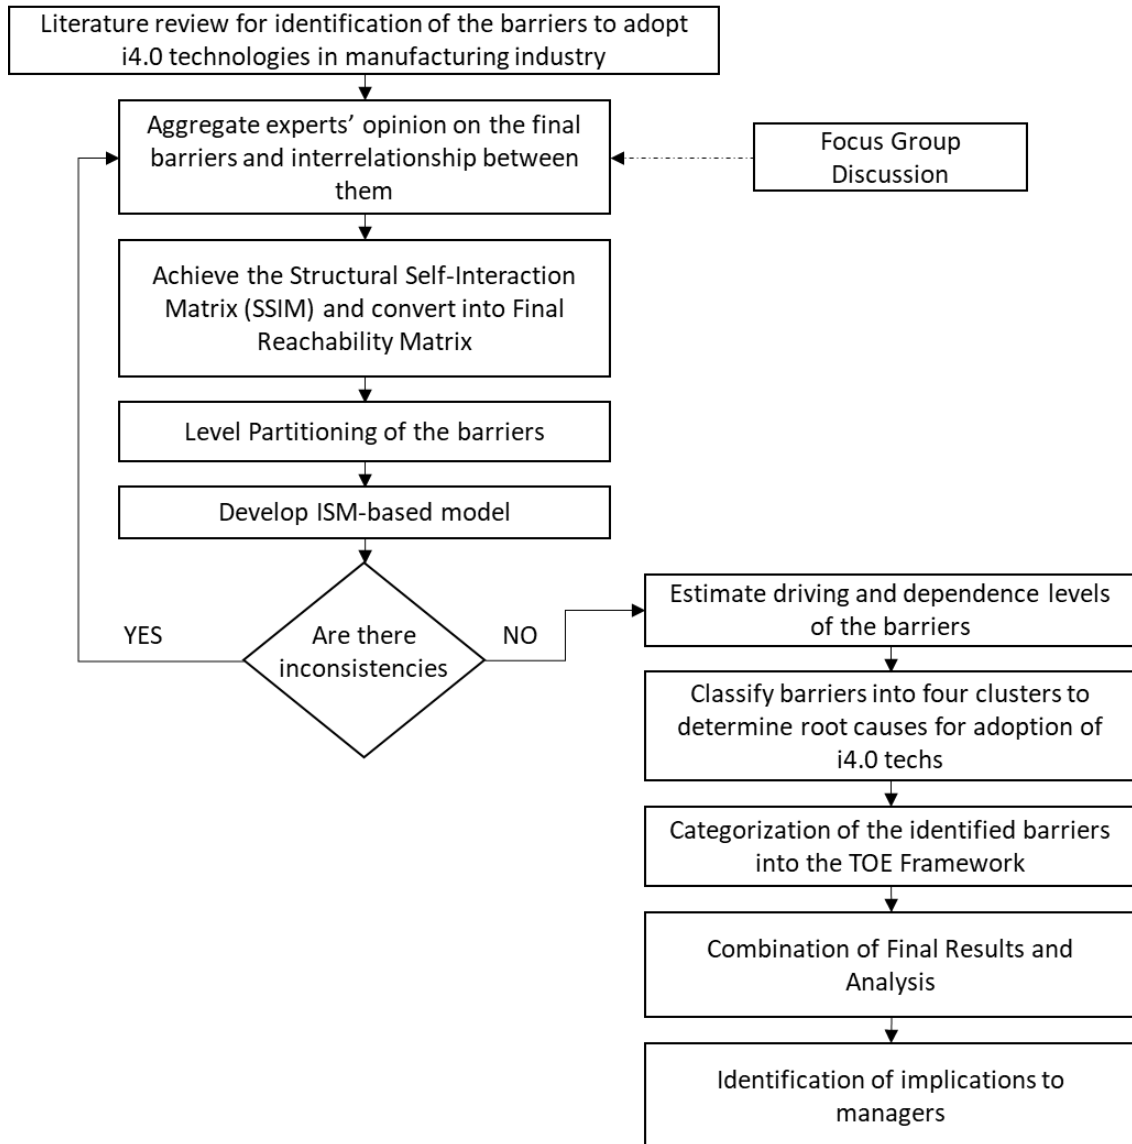 Literature review for identification of the barriers to adopt
i4.0 technologies in manufacturing industry
Aggregate experts’ opinion on the final
barriers and interrelationship between
them
Focus Group
Discussion
Achieve the Structural Self-Interaction
Matrix (SSIM) and convert into Final
Reachability Matrix
Level Partitioning of the barriers
Develop ISM-based model
Are there
inconsistencies
YES
NO
Estimate driving and dependence levels
of the barriers
Classify barriers into four clusters to
determine root causes for adoption of
i4.0 techs
Categorization of the identified barriers
into the TOE Framework
Combination of Final Results and
Analysis
Identification of implications to
managers